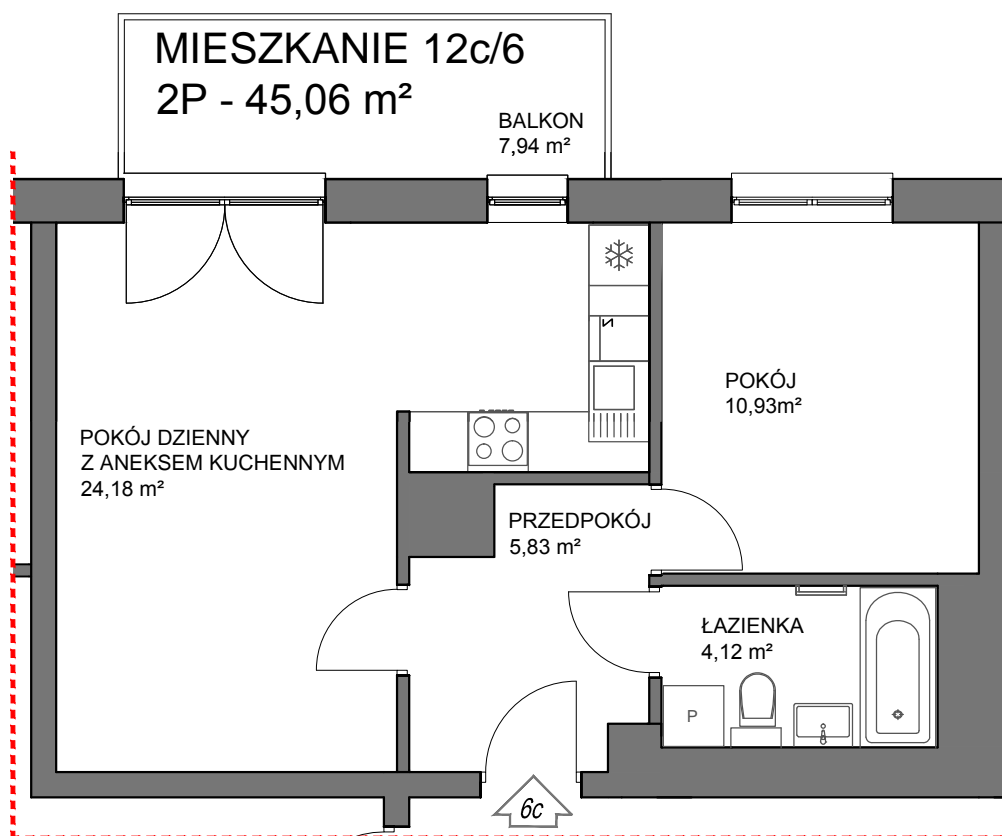 MIESZKANIE 12c/6
2P - 45,06 m²
BALKON
7,94 m²
POKÓJ
10,93m²
POKÓJ DZIENNY
Z ANEKSEM KUCHENNYM
24,18 m²
PRZEDPOKÓJ
5,83 m²
ŁAZIENKA
4,12 m²
P
6c